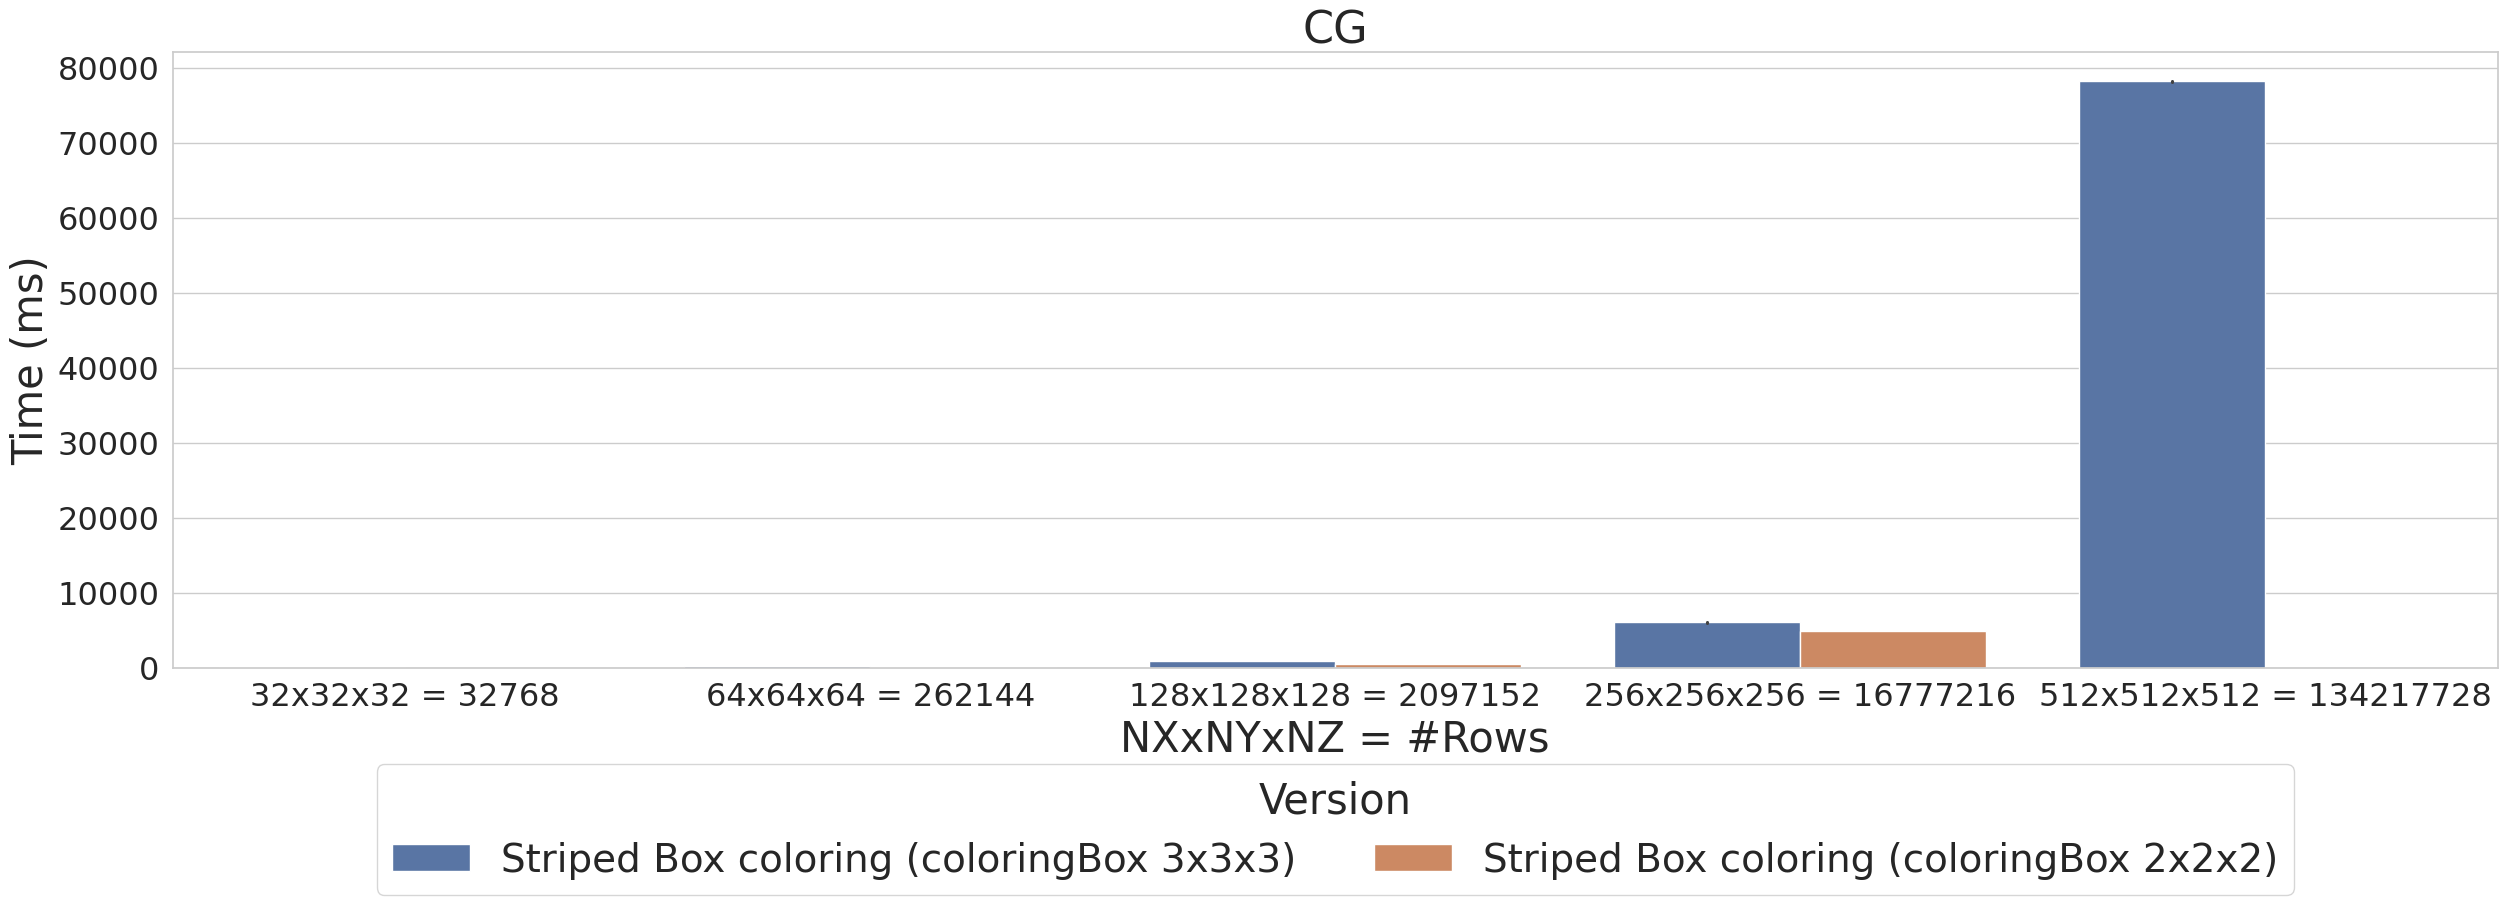 CG
80000
70000
60000
50000
40000
30000
20000
10000
0
Time (ms)
32x32x32 = 32768
64x64x64 = 262144
128x128x128 = 2097152
256x256x256 = 16777216
512x512x512 = 134217728
NXxNYxNZ = #Rows
Version
Striped Box coloring (coloringBox 3x3x3)
Striped Box coloring (coloringBox 2x2x2)